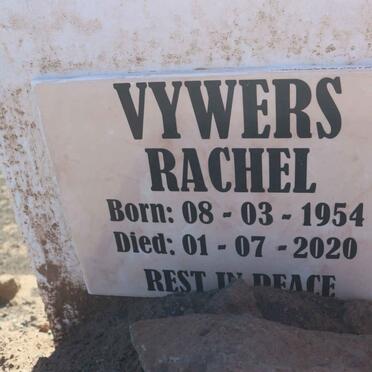 VYWERS
RACHEL
Born: 08 - 03 - 1954
Died: 01 - 07 - 2020
REST IN PEACE